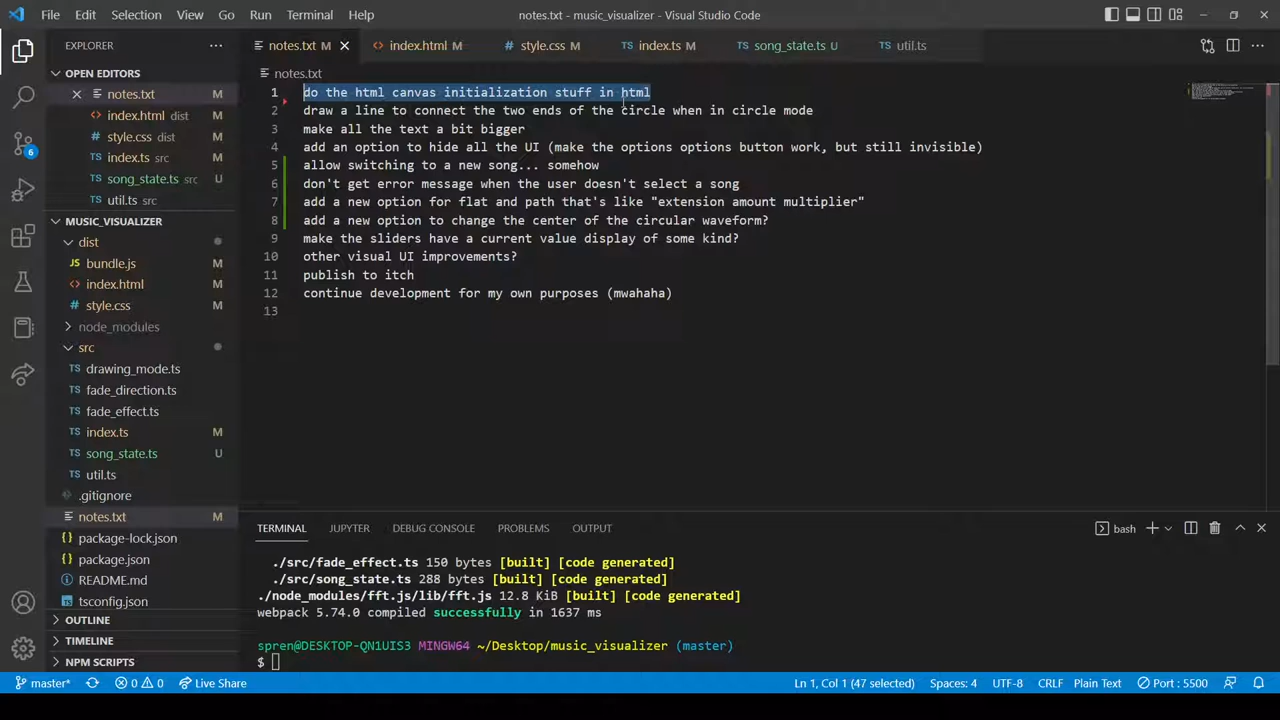 File Edit Selection View Go Run Terminal Help notes.txt - music_visualizer - Visual Studio Code
EXPLORER
notes.txt M index.html M style.css M TS index.ts M TS song_state.ts U TS util.ts
OPEN EDITORS
notes.txt M
index.html dist M
style.css dist M
TS index.ts src M
TS song_state.ts src U
TS util.ts src
MUSIC_VISUALIZER
dist
bundle.js M
index.html M
style.css M
node_modules
src
TS drawing_mode.ts
TS fade_direction.ts
TS fade_effect.ts
TS index.ts M
TS song_state.ts U
TS util.ts
.gitignore
notes.txt M
package-lock.json
package.json
README.md
tsconfig.json
OUTLINE
TIMELINE
NPM SCRIPTS
6
notes.txt
1 do the html canvas initialization stuff in html
2 draw a line to connect the two ends of the circle when in circle mode
3 make all the text a bit bigger
4 add an option to hide all the UI (make the options options button work, but still invisible)
5 allow switching to a new song... somehow
6 don't get error message when the user doesn't select a song
7 add a new option for flat and path that's like "extension amount multiplier"
8 add a new option to change the center of the circular waveform?
9 make the sliders have a current value display of some kind?
10 other visual UI improvements?
11 publish to itch
12 continue development for my own purposes (mwahaha)
13
TERMINAL JUPYTER DEBUG CONSOLE PROBLEMS OUTPUT bash
./src/fade_effect.ts 150 bytes [built] [code generated]
./src/song_state.ts 288 bytes [built] [code generated]
./node_modules/fft.js/lib/fft.js 12.8 KiB [built] [code generated]
webpack 5.74.0 compiled successfully in 1637 ms
spren@DESKTOP-QN1UIS3 MINGW64 ~/Desktop/music_visualizer (master)
$
master* 0 0 Live Share Ln 1, Col 1 (47 selected) Spaces: 4 UTF-8 CRLF Plain Text Port : 5500